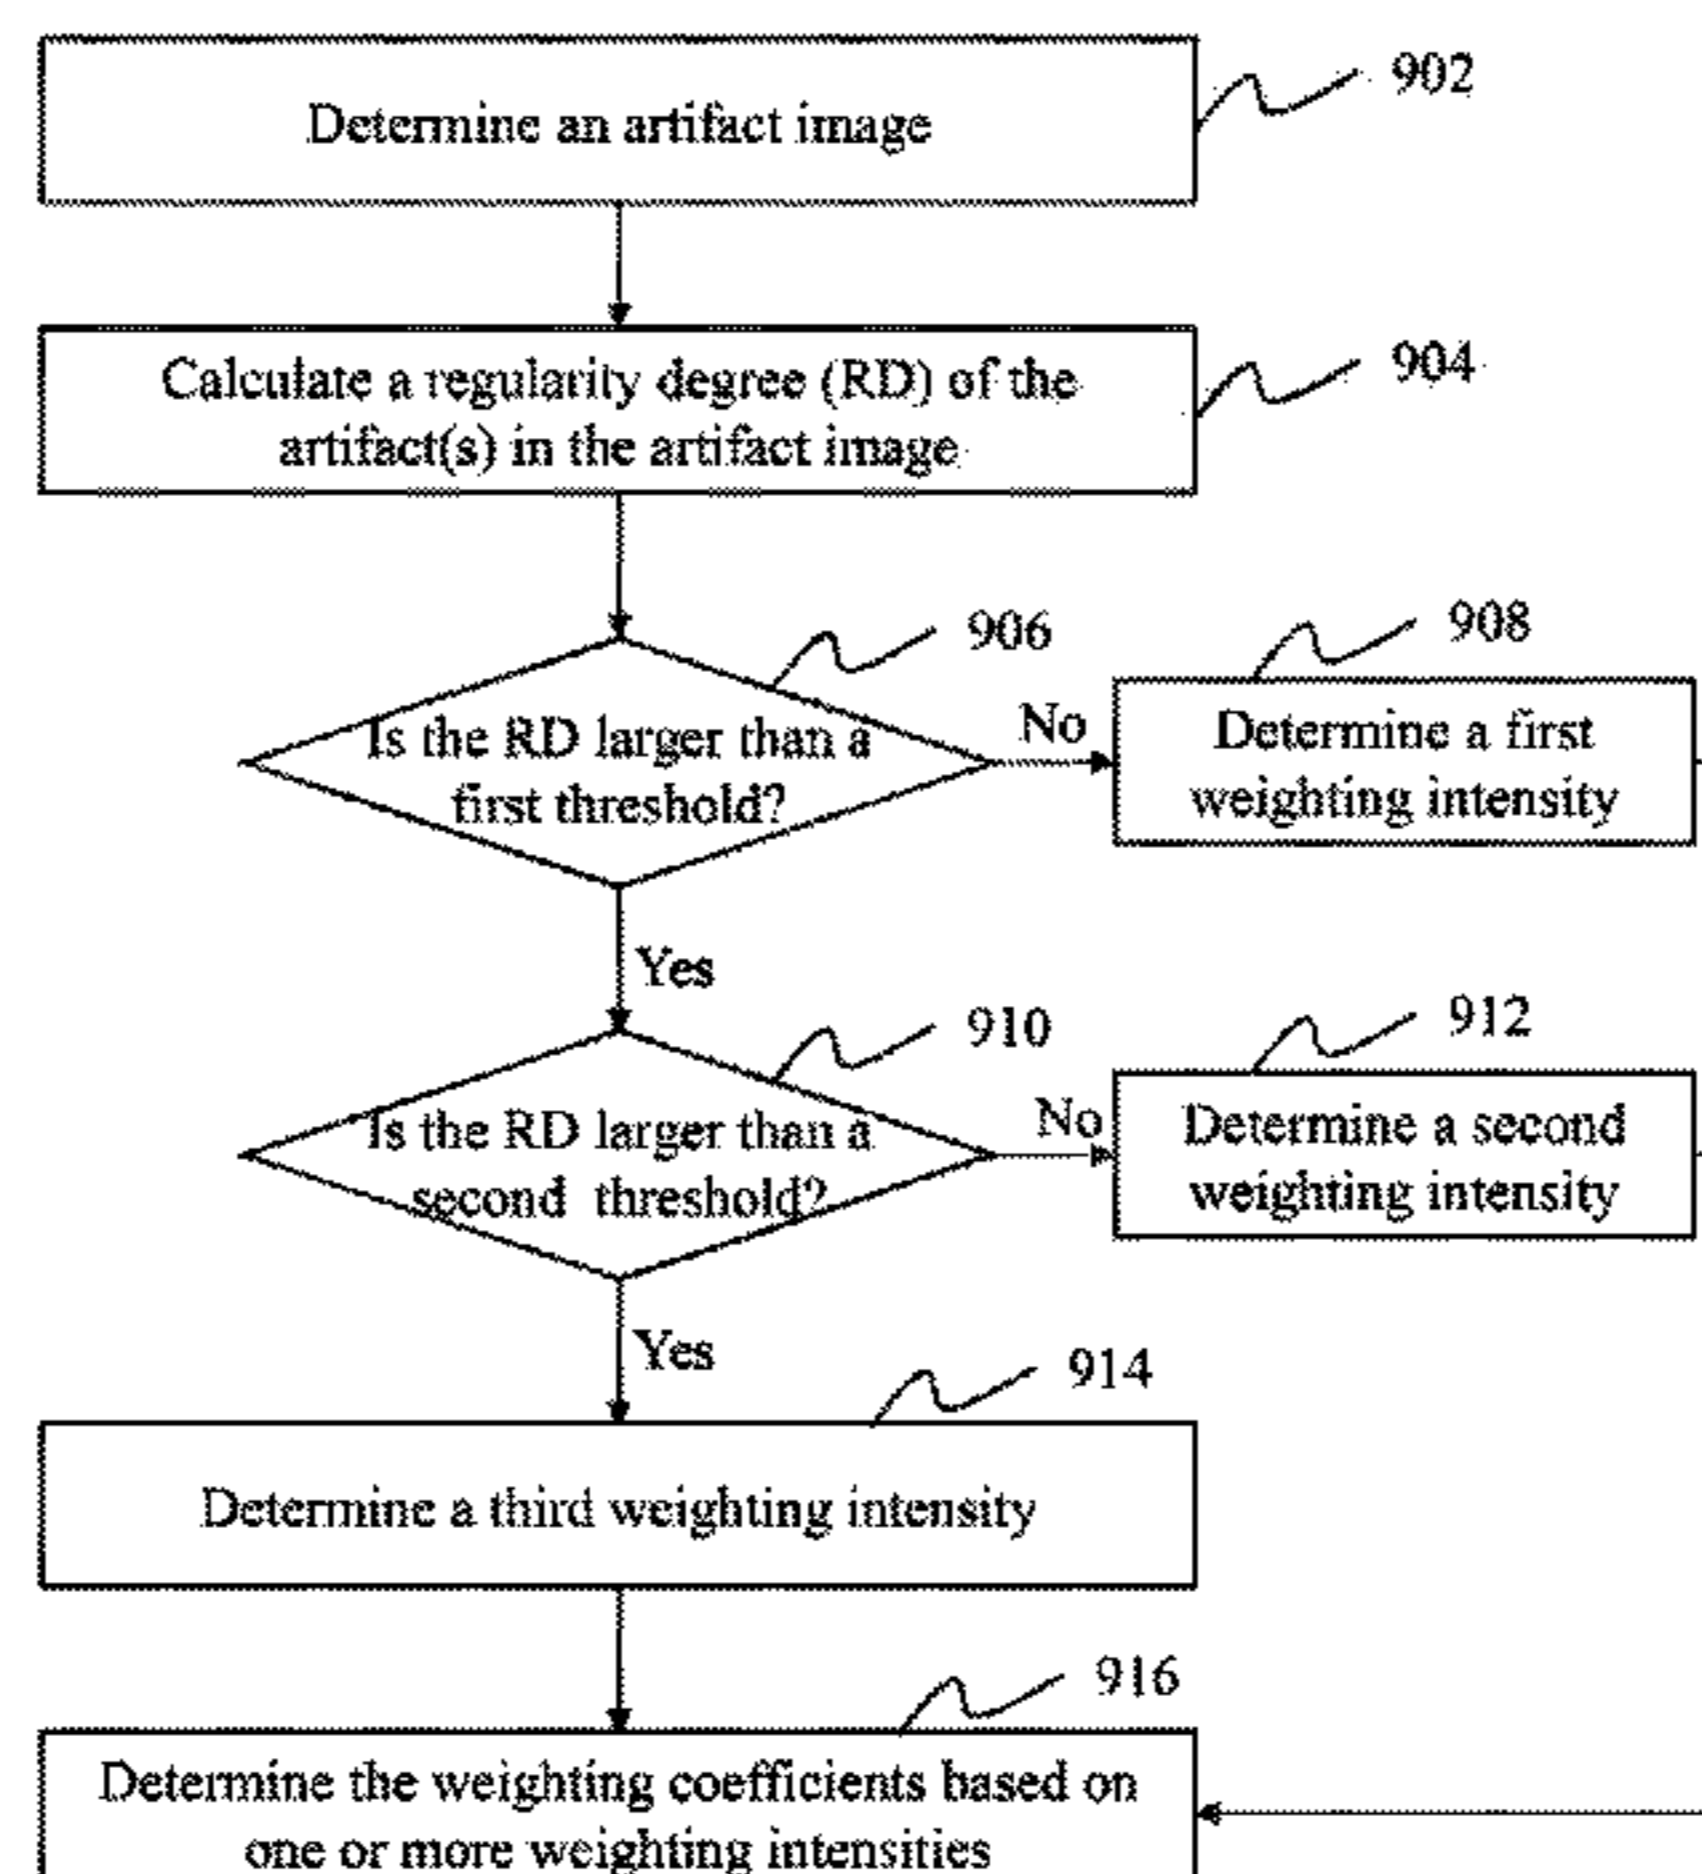 Determine an artifact image
902
Calculate a regularity degree (RD) of the
artifact(s) in the artifact image
904
906
Is the RD larger than a
first threshold?
No
908
Determine a first
weighting intensity
Yes
910
Is the RD larger than a
second threshold?
No
912
Determine a second
weighting intensity
Yes
914
Determine a third weighting intensity
916
Determine the weighting coefficients based on
one or more weighting intensities